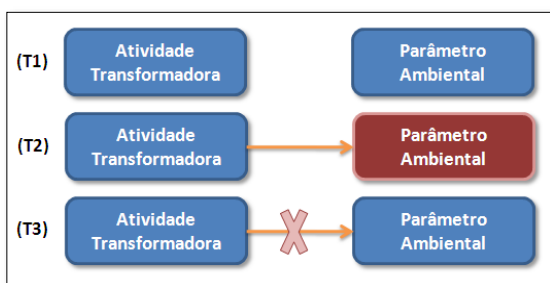 (T1)
Atividade
Transformadora
Parâmetro
Ambiental
(T2)
Atividade
Transformadora
Parâmetro
Ambiental
(T3)
Atividade
Transformadora
Parâmetro
Ambiental